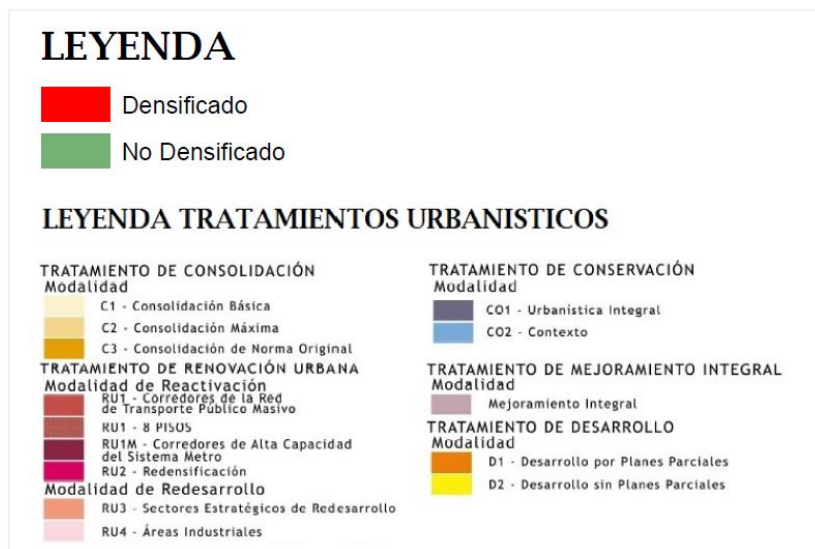 LEYENDA
Densificado
No Densificado
LEYENDA TRATAMIENTOS URBANISTICOS
TRATAMIENTO DE CONSOLIDACIÓN
Modalidad
C1 - Consolidación Básica
C2 - Consolidación Máxima
C3 - Consolidación de Norma Original
TRATAMIENTO DE RENOVACIÓN URBANA
Modalidad de Reactivación
RU1 - Corredores de la Red
de Transporte Público Masivo
RU1 - 8 PISOS
RU1M - Corredores de Alta Capacidad
del Sistema Metro
RU2 - Redensificación
Modalidad de Redesarrollo
RU3 - Sectores Estratégicos de Redesarrollo
RU4 - Áreas Industriales
TRATAMIENTO DE CONSERVACIÓN
Modalidad
CO1 - Urbanística Integral
CO2 - Contexto
TRATAMIENTO DE MEJORAMIENTO INTEGRAL
Modalidad
Mejoramiento Integral
TRATAMIENTO DE DESARROLLO
Modalidad
D1 - Desarrollo por Planes Parciales
D2 - Desarrollo sin Planes Parciales